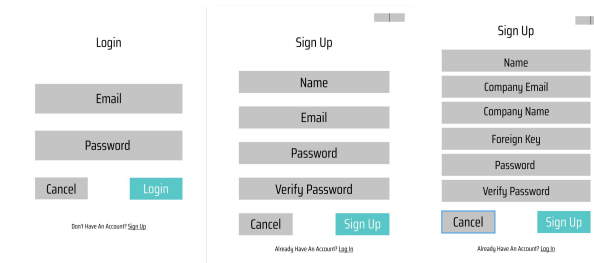 Login
Email
Password
Cancel
Login
Don't Have An Account? Sign Up
Sign Up
Name
Email
Password
Verify Password
Cancel
Sign Up
Already Have An Account? Log In
Sign Up
Name
Company Email
Company Name
Foreign Key
Password
Verify Password
Cancel
Sign Up
Already Have An Account? Log In